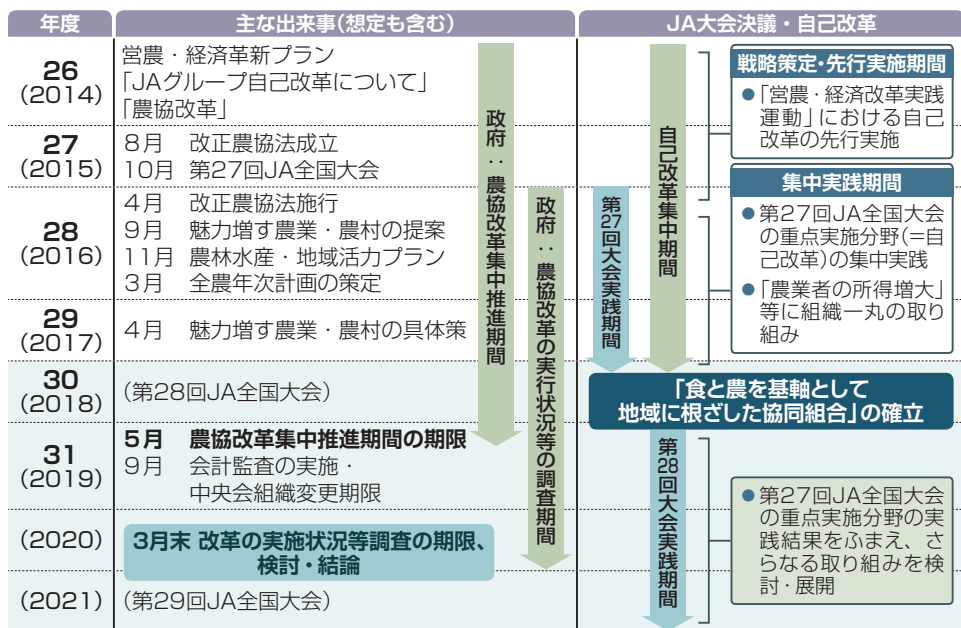 年度
主な出来事(想定も含む)
JA大会決議・自己改革
26
(2014)
営農・経済革新プラン
「JAグループ自己改革について」
「農協改革」
27
(2015)
8月 改正農協法成立
10月 第27回JA全国大会
28
(2016)
4月 改正農協法施行
9月 魅力増す農業・農村の提案
11月 農林水産・地域活力プラン
3月 全農年次計画の策定
29
(2017)
4月 魅力増す農業・農村の具体策
30
(2018)
(第28回JA全国大会)
31
(2019)
5月 農協改革集中推進期間の期限
9月 会計監査の実施・
中央会組織変更期限
(2020)
3月末 改革の実施状況等調査の期限、
検討・結論
(2021)
(第29回JA全国大会)
政府：農協改革集中推進期間
政府：農協改革の実行状況等の調査期間
第27回大会実践期間
自己改革集中期間
戦略策定・先行実施期間
●「営農・経済改革実践
運動」における自己
改革の先行実施
集中実践期間
●第27回JA全国大会
の重点実施分野(=自
己改革)の集中実践
●「農業者の所得増大」
等に組織一丸の取り
組み
「食と農を基軸として
地域に根ざした協同組合」の確立
第28回大会実践期間
●第27回JA全国大会
の重点実施分野の実
践結果をふまえ、さ
らなる取り組みを検
討・展開